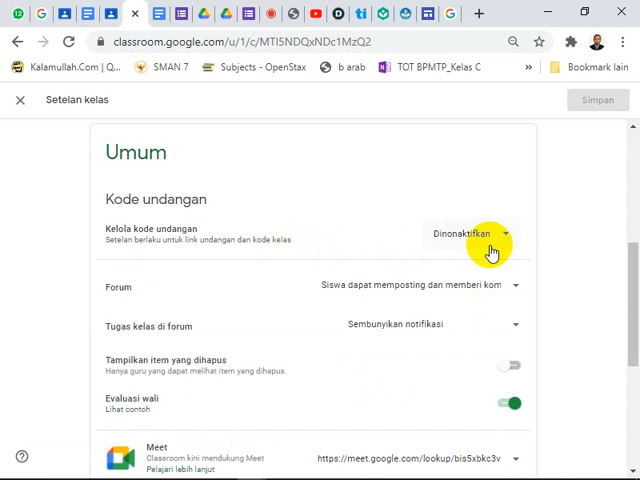 classroom.google.com/u/1/c/MTI5NDQxNDc1MzQ2
Kalamullah.Com | Q...
SMAN 7
Subjects - OpenStax
b arab
TOT BPMTP_Kelas C
»
Bookmark lain
Setelan kelas
Simpan
Umum
Kode undangan
Kelola kode undangan
Setelan berlaku untuk link undangan dan kode kelas
Dinonaktifkan
Forum
Siswa dapat memposting dan memberi kom
Tugas kelas di forum
Sembunyikan notifikasi
Tampilkan item yang dihapus
Hanya guru yang dapat melihat item yang dihapus.
Evaluasi wali
Lihat contoh
Meet
Classroom kini mendukung Meet
Pelajari lebih lanjut
https://meet.google.com/lookup/bis5xbkc3v